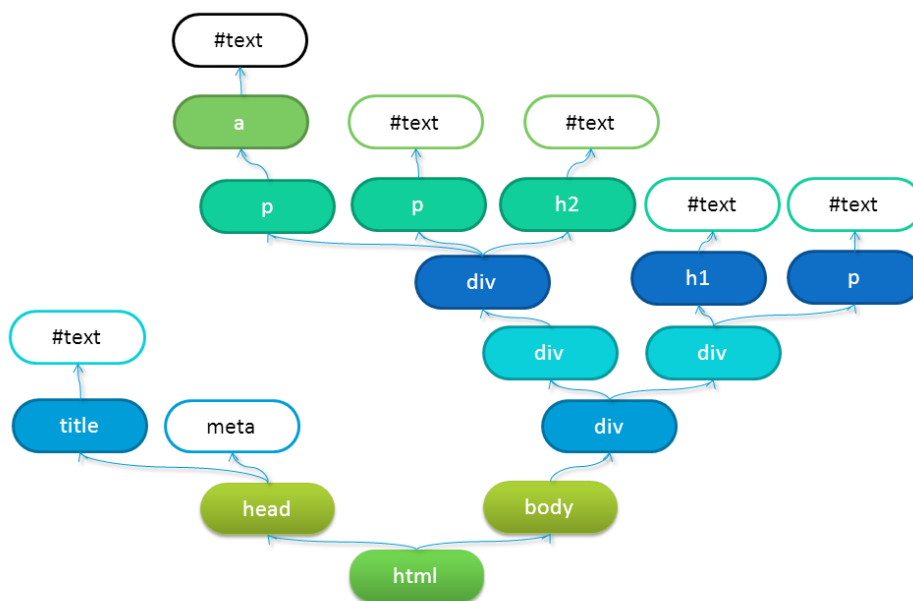 #text
a
#text
#text
p
p
h2
#text
#text
div
h1
p
#text
div
div
title
meta
div
head
body
html